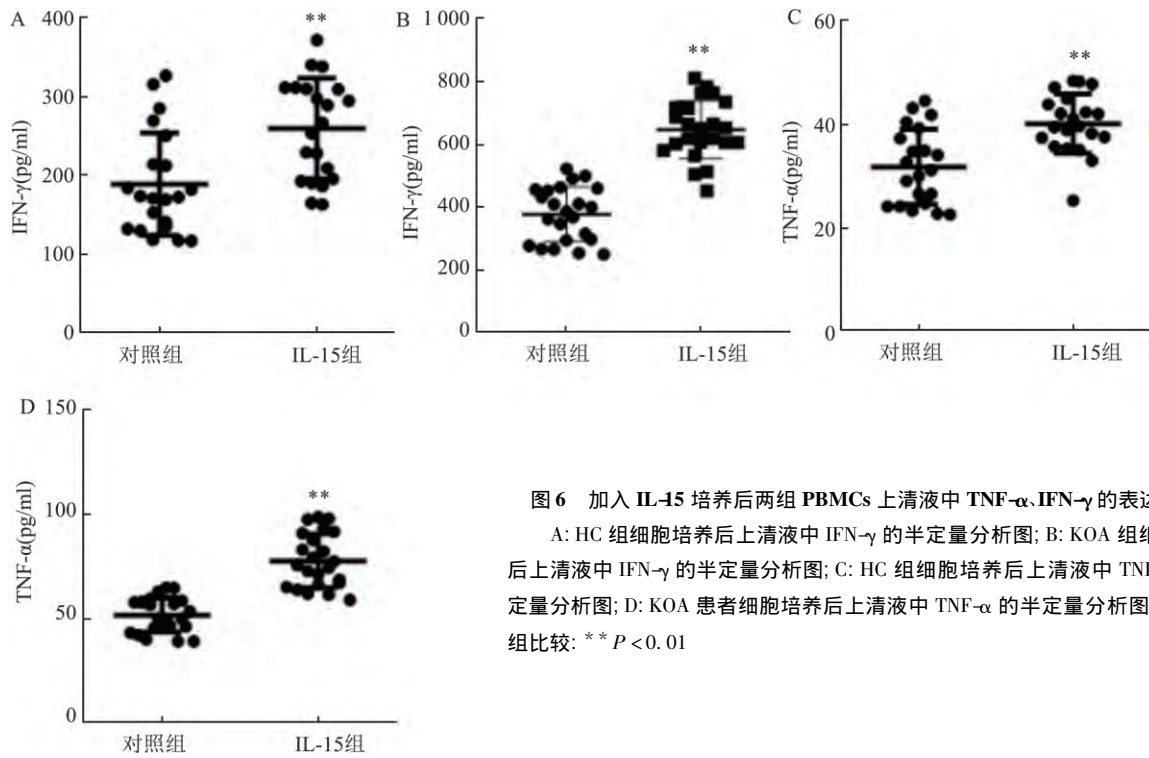 A
400
300
200
100
0
IFN-γ(pg/ml)
**
对照组
IL-15组
B
1 000
800
600
400
200
0
IFN-γ(pg/ml)
**
对照组
IL-15组
C
60
40
20
0
TNF-α(pg/ml)
**
对照组
IL-15组
D
150
100
50
0
TNF-α(pg/ml)
**
对照组
IL-15组
图6 加入 IL-15 培养后两组 PBMCs 上清液中 TNF-α、IFN-γ 的表达
A: HC 组细胞培养后上清液中 IFN-γ 的半定量分析图; B: KOA 组细
后上清液中 IFN-γ 的半定量分析图; C: HC 组细胞培养后上清液中 TNF
定量分析图; D: KOA 患者细胞培养后上清液中 TNF-α 的半定量分析图
组比较: **P<0.01